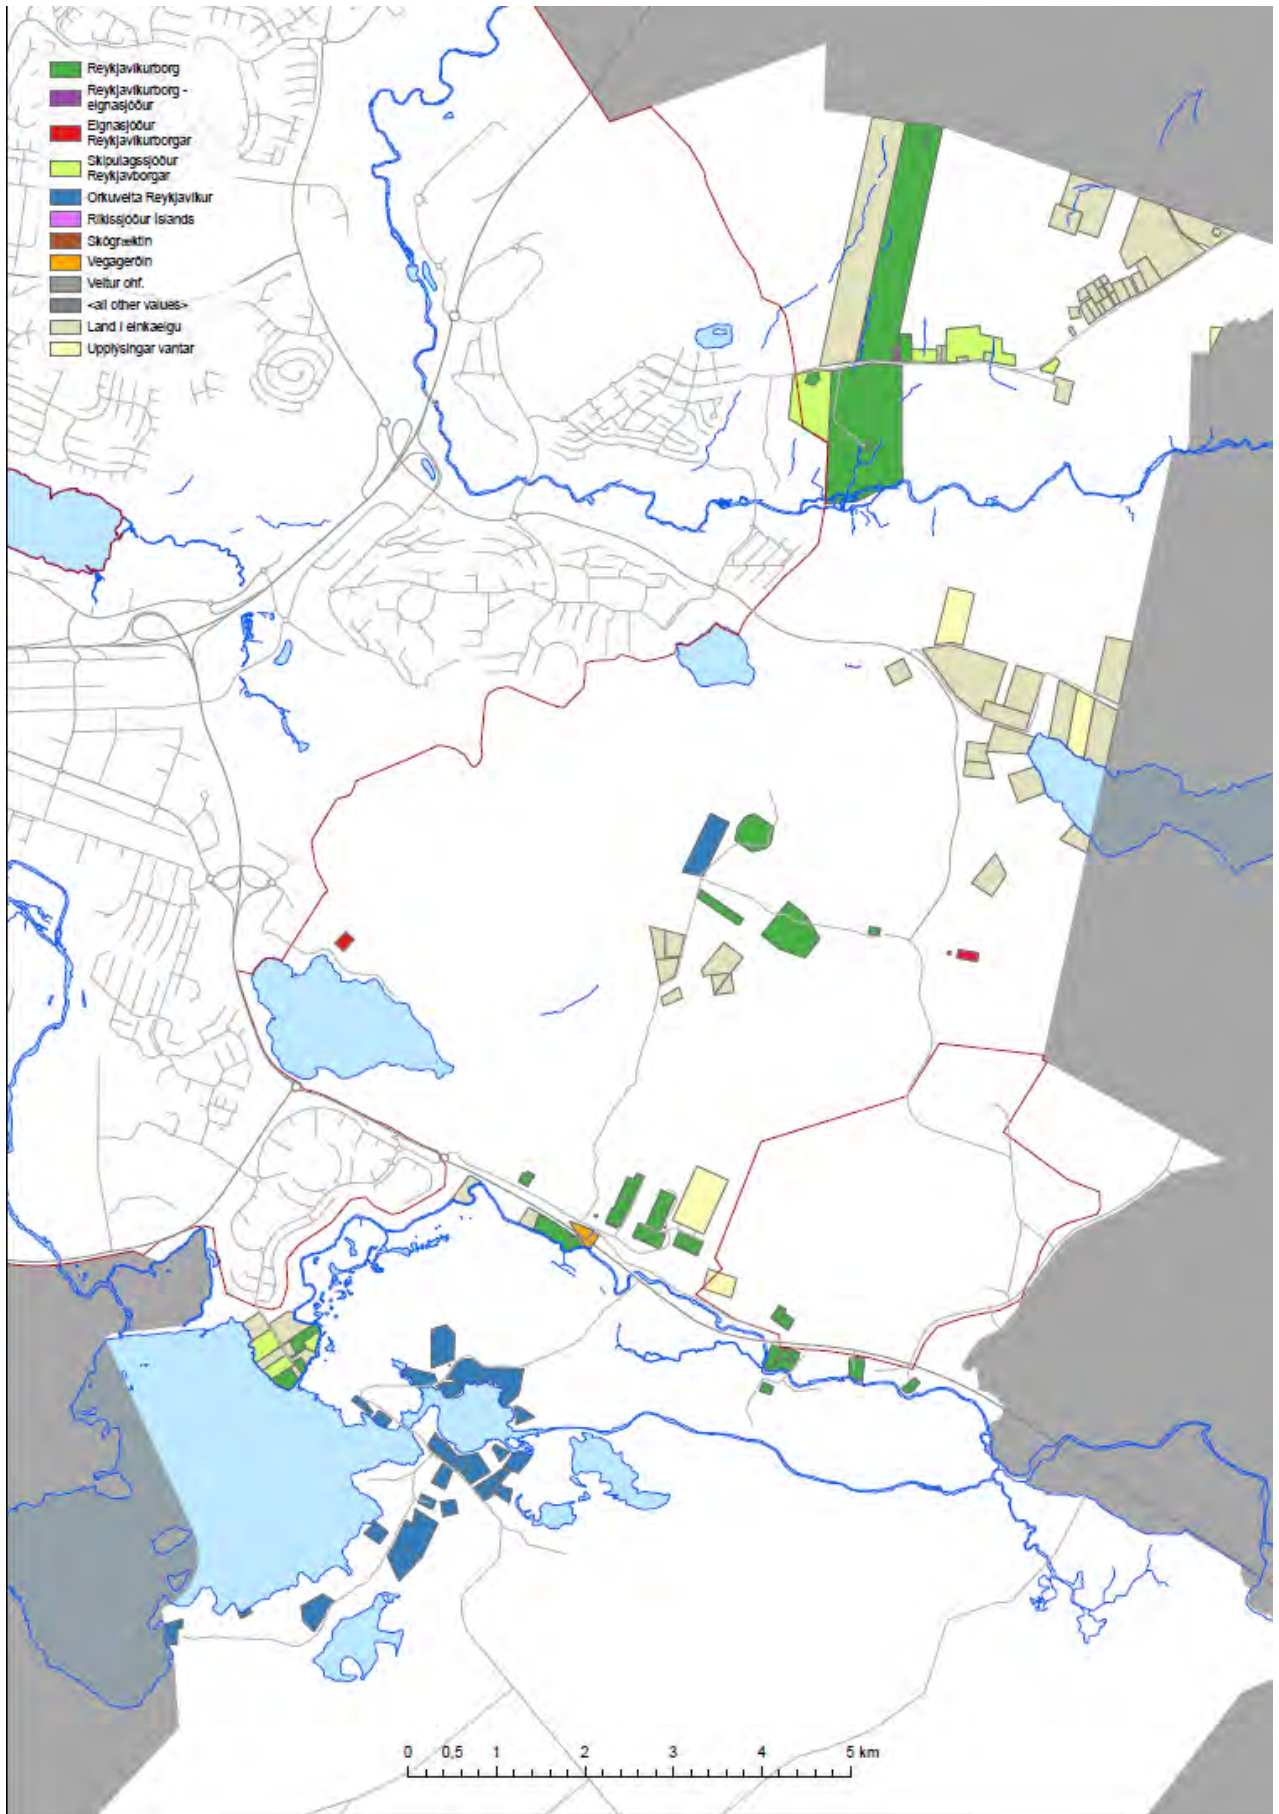 Reykjavíkurborg
Reykjavíkurborg -
eignasjóður
Eignasjóður
Reykjavíkurborgar
Skipulagssjóður
Reykjavborgar
Orkuveita Reykjavíkur
Ríkissjóður Íslands
Skógræktin
Vegagerðin
Veitur ohf.
<all other values>
Land í einkaeigu
Upplýsingar vantar
0 0,5 1 2 3 4 5 km